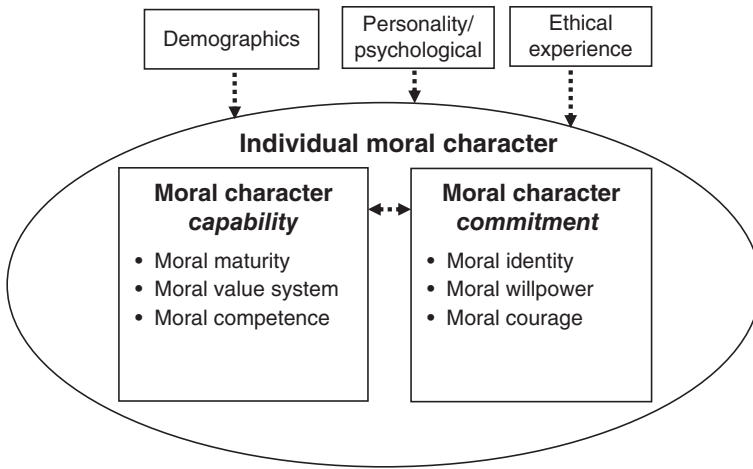 Demographics
Personality/
psychological
Ethical
experience
Individual moral character
Moral character
capability
• Moral maturity
• Moral value system
• Moral competence
Moral character
commitment
• Moral identity
• Moral willpower
• Moral courage